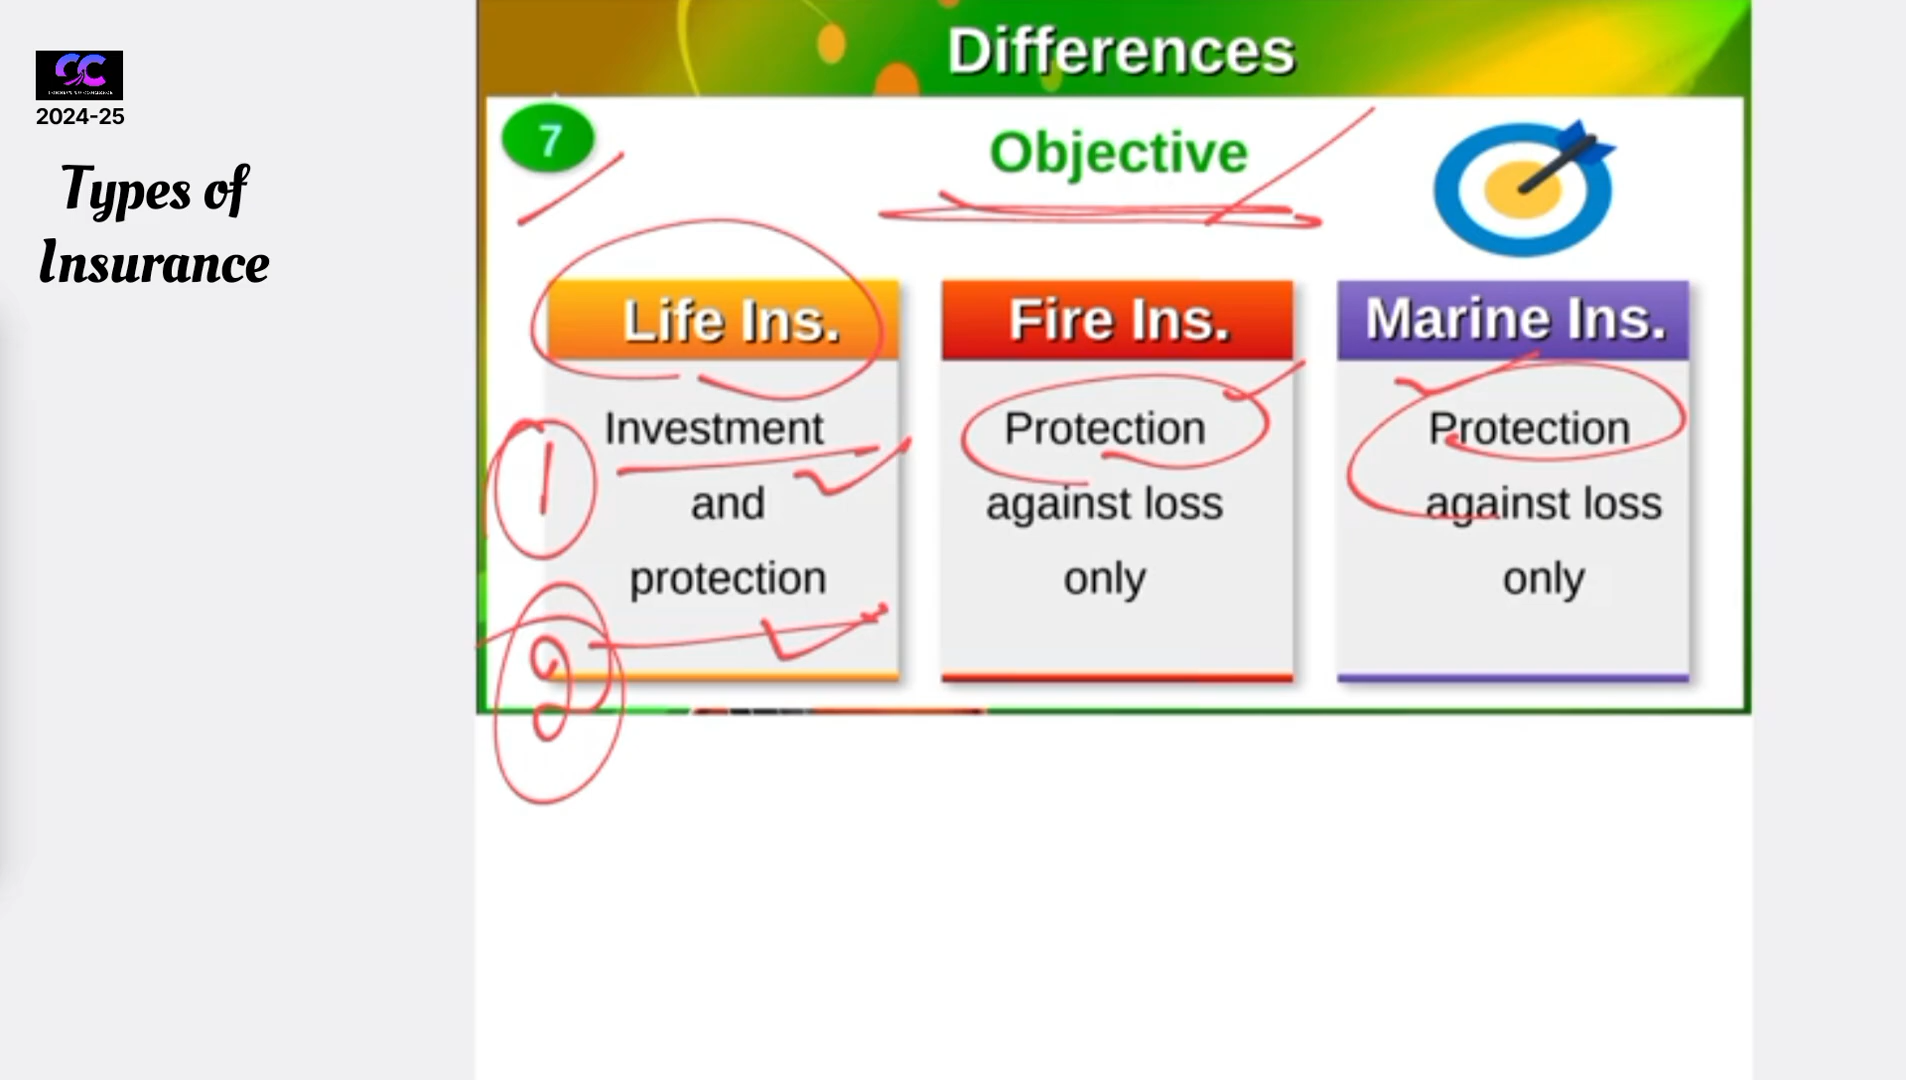 2024-25
Types of
Insurance
Differences
7
Objective
Life Ins.
Investment
and
protection
Fire Ins.
Protection
against loss
only
Marine Ins.
Protection
against loss
only
1
2